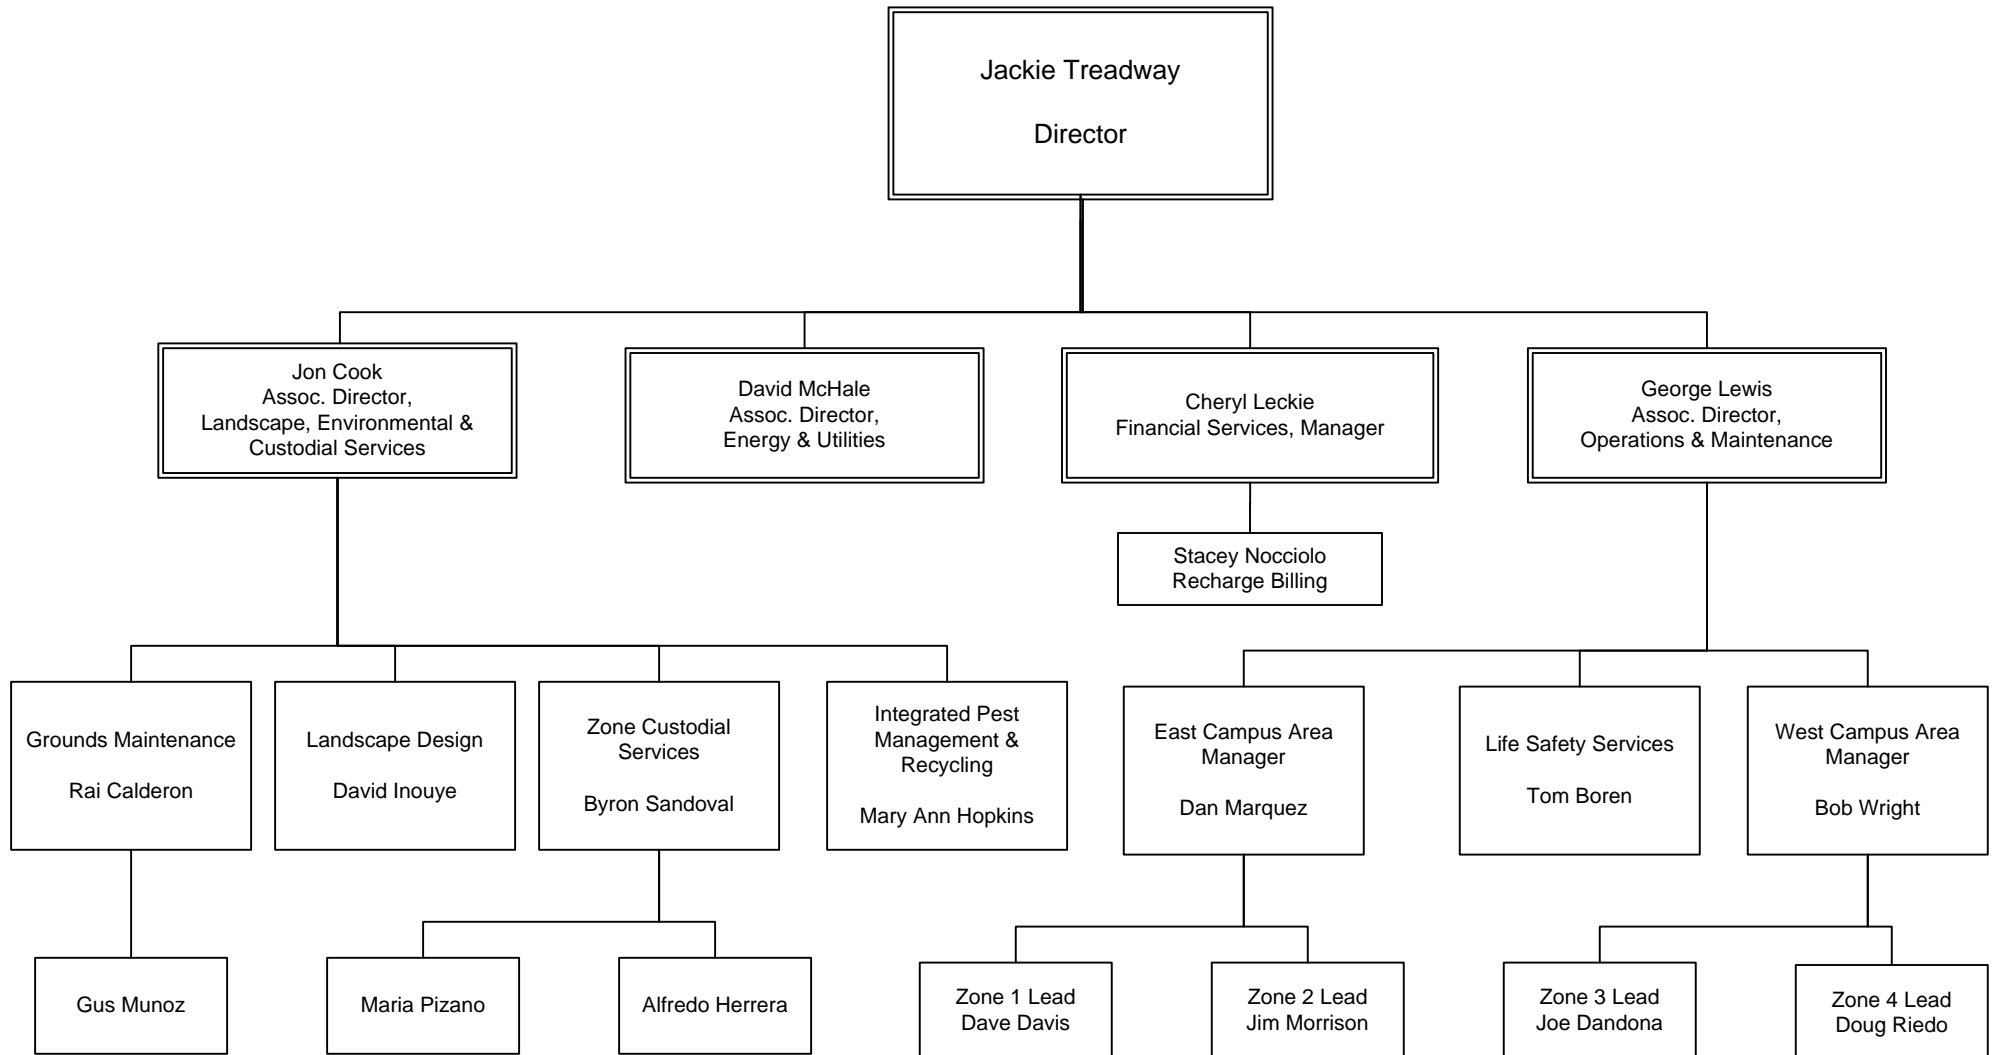 Jackie Treadway
Director
Jon Cook
Assoc. Director,
Landscape, Environmental &
Custodial Services
David McHale
Assoc. Director,
Energy & Utilities
Cheryl Leckie
Financial Services, Manager
George Lewis
Assoc. Director,
Operations & Maintenance
Stacey Nocciolo
Recharge Billing
Grounds Maintenance
Rai Calderon
Landscape Design
David Inouye
Zone Custodial
Services
Byron Sandoval
Integrated Pest
Management &
Recycling
Mary Ann Hopkins
East Campus Area
Manager
Dan Marquez
Life Safety Services
Tom Boren
West Campus Area
Manager
Bob Wright
Gus Munoz
Maria Pizano
Alfredo Herrera
Zone 1 Lead
Dave Davis
Zone 2 Lead
Jim Morrison
Zone 3 Lead
Joe Dandona
Zone 4 Lead
Doug Riedo